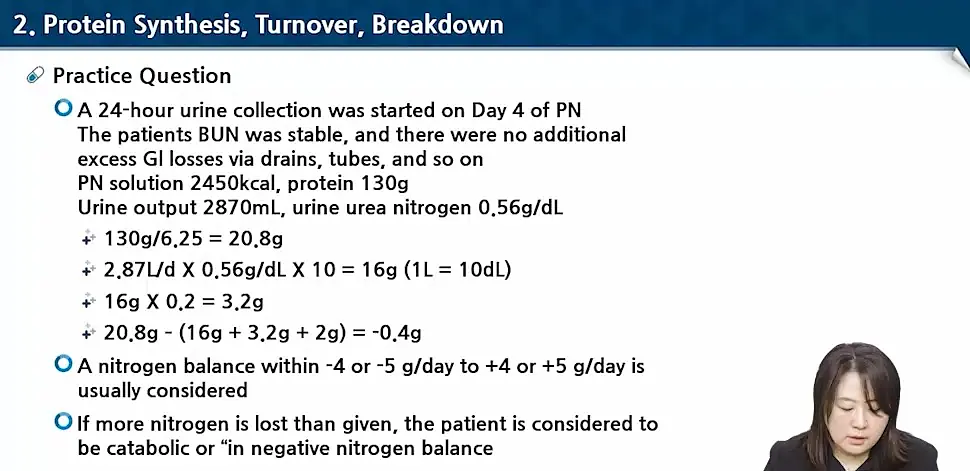 2. Protein Synthesis, Turnover, Breakdown
Practice Question
A 24-hour urine collection was started on Day 4 of PN
The patients BUN was stable, and there were no additional
excess GI losses via drains, tubes, and so on
PN solution 2450kcal, protein 130g
Urine output 2870mL, urine urea nitrogen 0.56g/dL
130g/6.25 = 20.8g
2.87L/d X 0.56g/dL X 10 = 16g (1L = 10dL)
16g X 0.2 = 3.2g
20.8g - (16g + 3.2g + 2g) = -0.4g
A nitrogen balance within -4 or -5 g/day to +4 or +5 g/day is
usually considered
If more nitrogen is lost than given, the patient is considered to
be catabolic or "in negative nitrogen balance